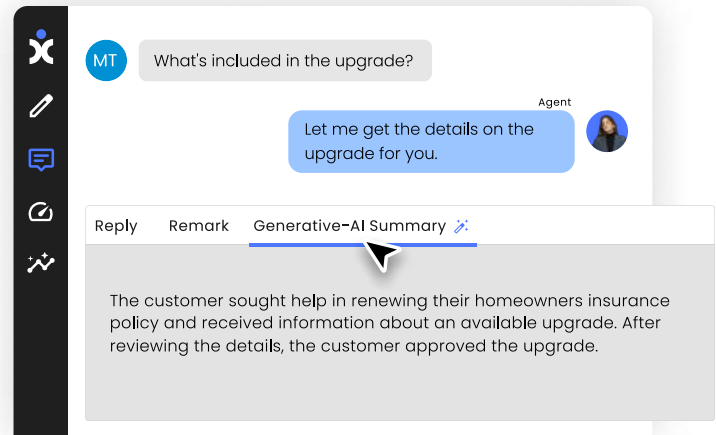 MT
What's included in the upgrade?
Agent
Let me get the details on the
upgrade for you.
Reply
Remark
Generative-AI Summary
The customer sought help in renewing their homeowners insurance
policy and received information about an available upgrade. After
reviewing the details, the customer approved the upgrade.